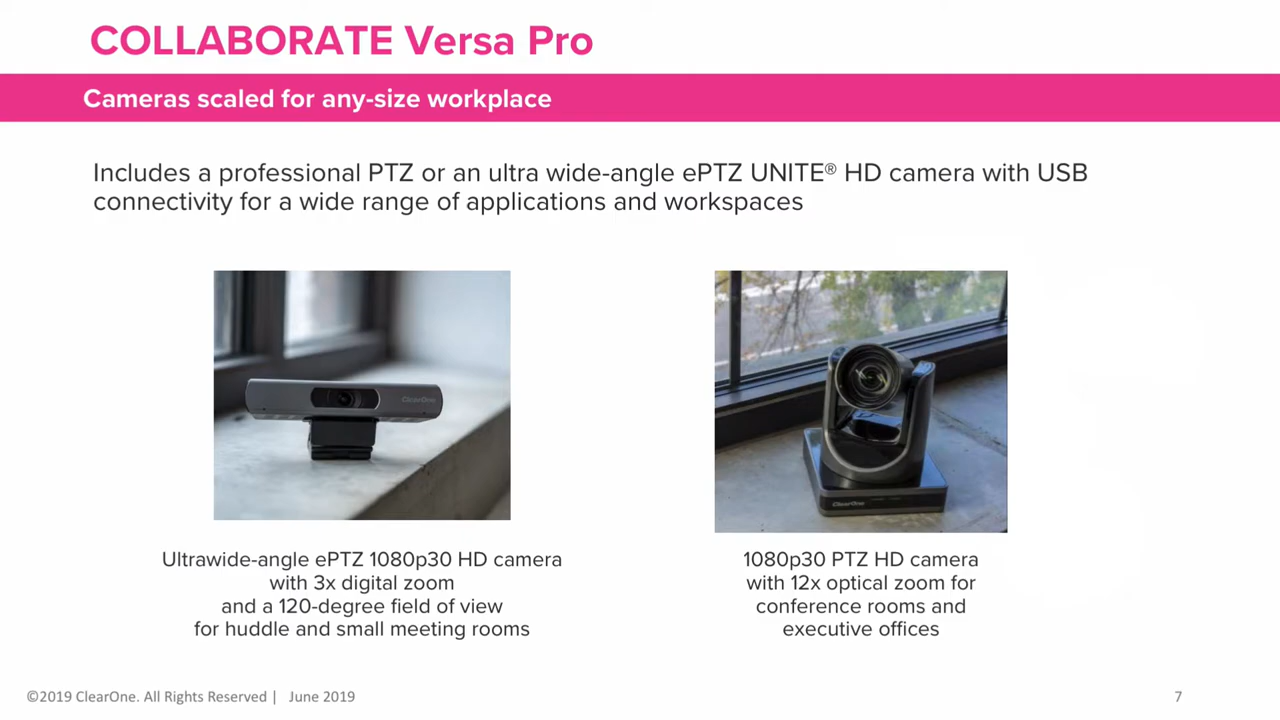 COLLABORATE Versa Pro
Cameras scaled for any-size workplace
Includes a professional PTZ or an ultra wide-angle ePTZ UNITE® HD camera with USB
connectivity for a wide range of applications and workspaces
ClearOne
ClearOne
Ultrawide-angle ePTZ 1080p30 HD camera
with 3x digital zoom
and a 120-degree field of view
for huddle and small meeting rooms
1080p30 PTZ HD camera
with 12x optical zoom for
conference rooms and
executive offices
©2019 ClearOne. All Rights Reserved | June 2019
7